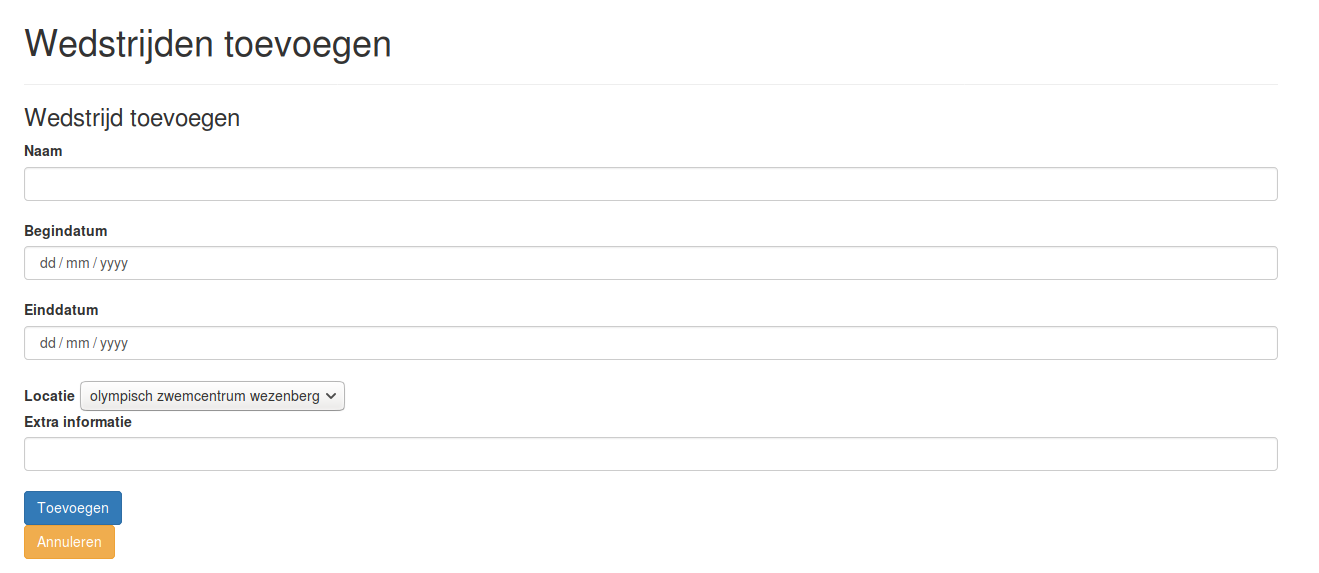 Wedstrijden toevoegen
Wedstrijd toevoegen
Naam
Begindatum
dd / mm / yyyy
Einddatum
dd / mm / yyyy
Locatie olympisch zwemcentrum wezenberg
Extra informatie
Toevoegen
Annuleren